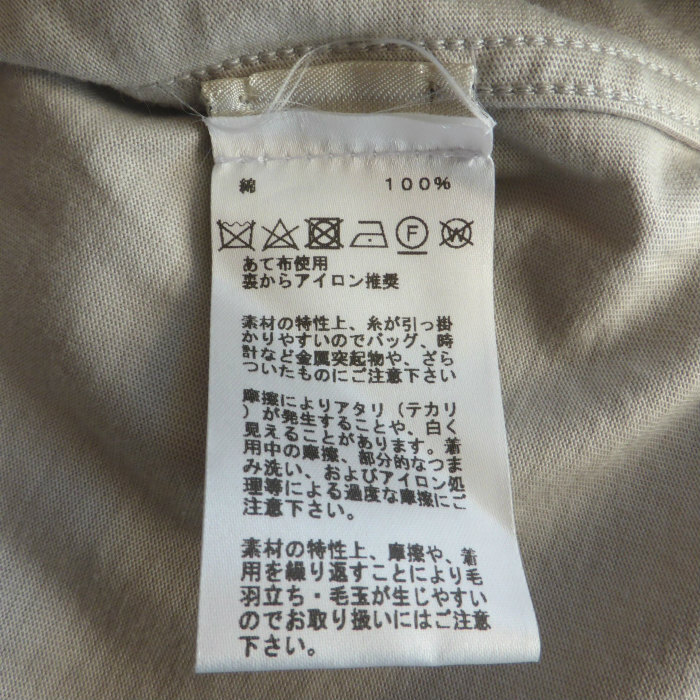 綿 100%
F W
あて布使用
裏からアイロン推奨
素材の特性上、糸が引っ掛
かりやすいのでバッグ、時
計など金属突起物や、ざら
ついたものにご注意下さい
摩擦によりアタリ（テカリ
）が発生することや、白く
見えることがあります。着
用中の摩擦、部分的なつま
み洗い、およびアイロン処
理等による過度な摩擦にご
注意下さい。
素材の特性上、摩擦や、着
用を繰り返すことにより毛
羽立ち・毛玉が生じやすい
のでお取り扱いにはご注意
下さい。